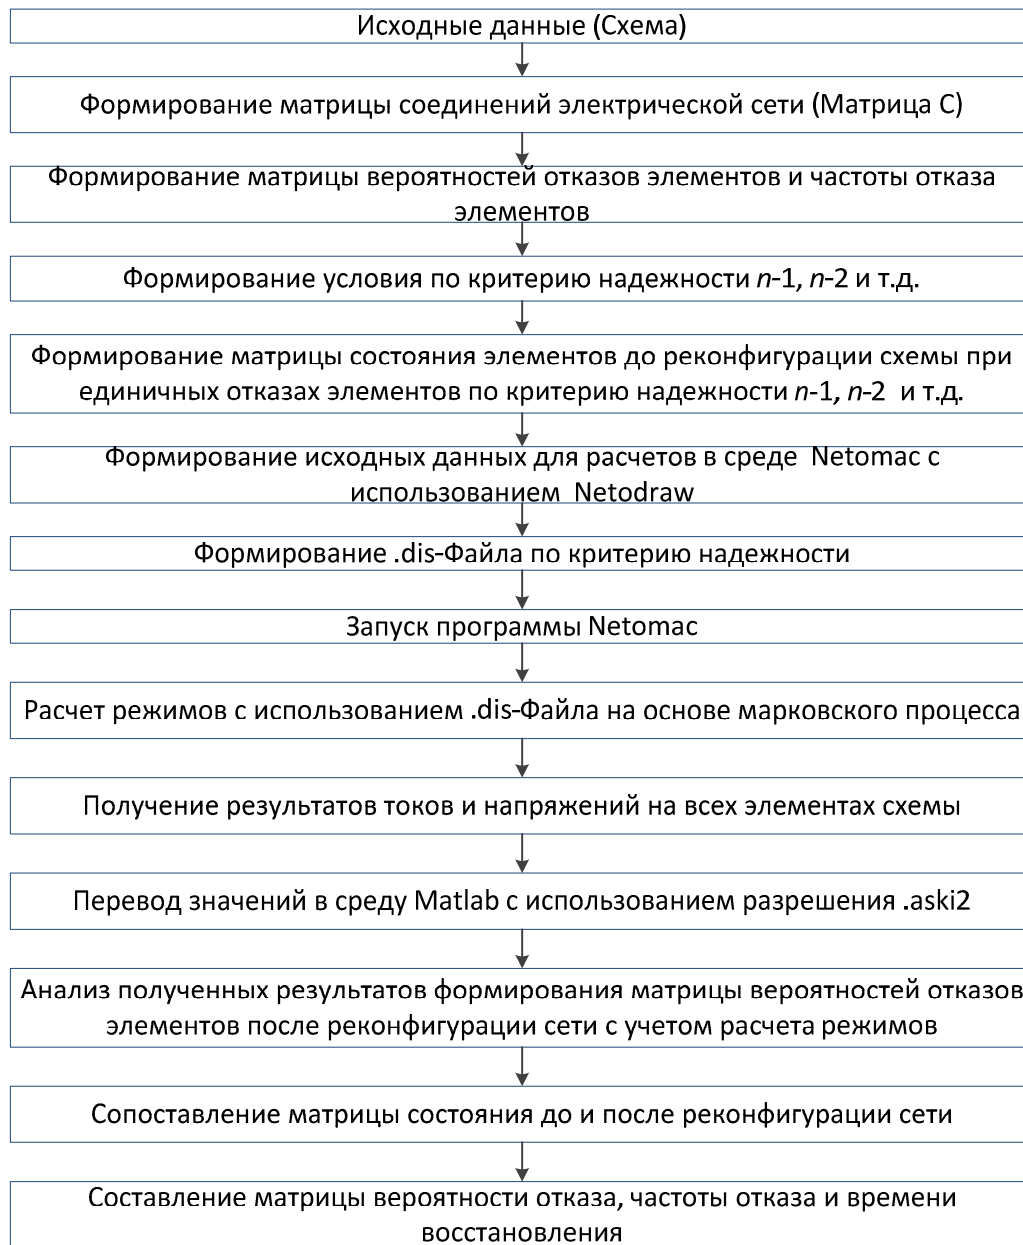 Исходные данные (Схема)
Формирование матрицы соединений электрической сети (Матрица С)
Формирование матрицы вероятностей отказов элементов и частоты отказа
элементов
Формирование условия по критерию надежности n-1, n-2 и т.д.
Формирование матрицы состояния элементов до реконфигурации схемы при
единичных отказах элементов по критерию надежности n-1, n-2 и т.д.
Формирование исходных данных для расчетов в среде Netomac с
использованием Netodraw
Формирование .dis-Файла по критерию надежности
Запуск программы Netomac
Расчет режимов с использованием .dis-Файла на основе марковского процесса
Получение результатов токов и напряжений на всех элементах схемы
Перевод значений в среду Matlab с использованием разрешения .aski2
Анализ полученных результатов формирования матрицы вероятностей отказов
элементов после реконфигурации сети с учетом расчета режимов
Сопоставление матрицы состояния до и после реконфигурации сети
Составление матрицы вероятности отказа, частоты отказа и времени
восстановления